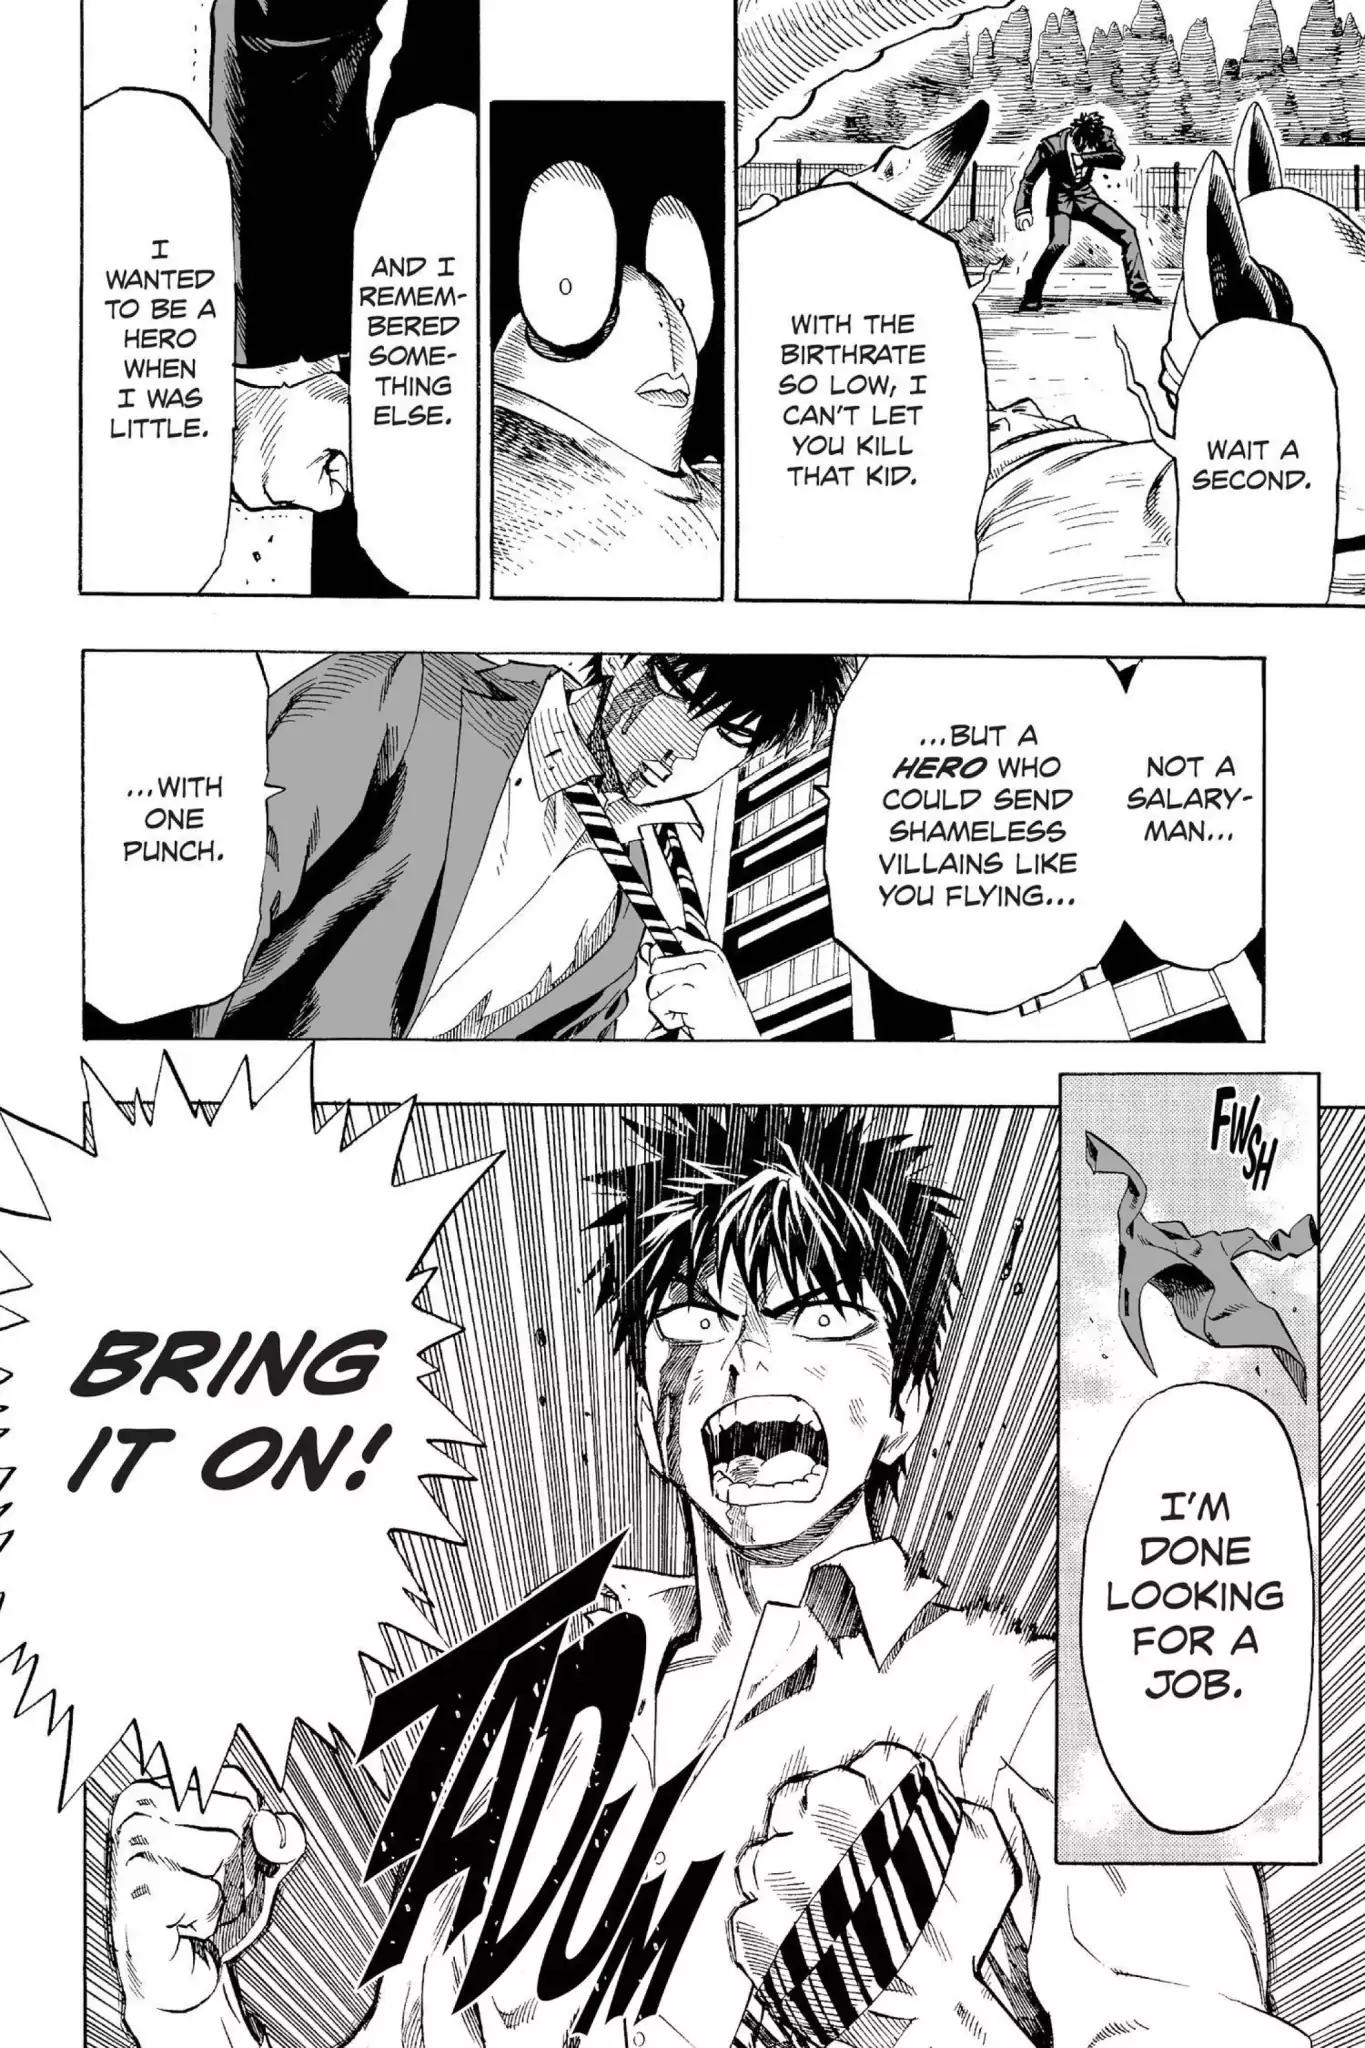 WAIT A
SECOND.
WITH THE
BIRTHRATE
SO LOW, I
CAN'T LET
YOU KILL
THAT KID.
AND I
REMEM-
BERED
SOME-
THING
ELSE.
I
WANTED
TO BE A
HERO
WHEN
I WAS
LITTLE.
NOT A
SALARY-
MAN...
...BUT A
HERO WHO
COULD SEND
SHAMELESS
VILLAINS LIKE
YOU FLYING...
...WITH
ONE
PUNCH.
FWSH
I'M
DONE
LOOKING
FOR A
JOB.
BRING
IT ON!
TADUM